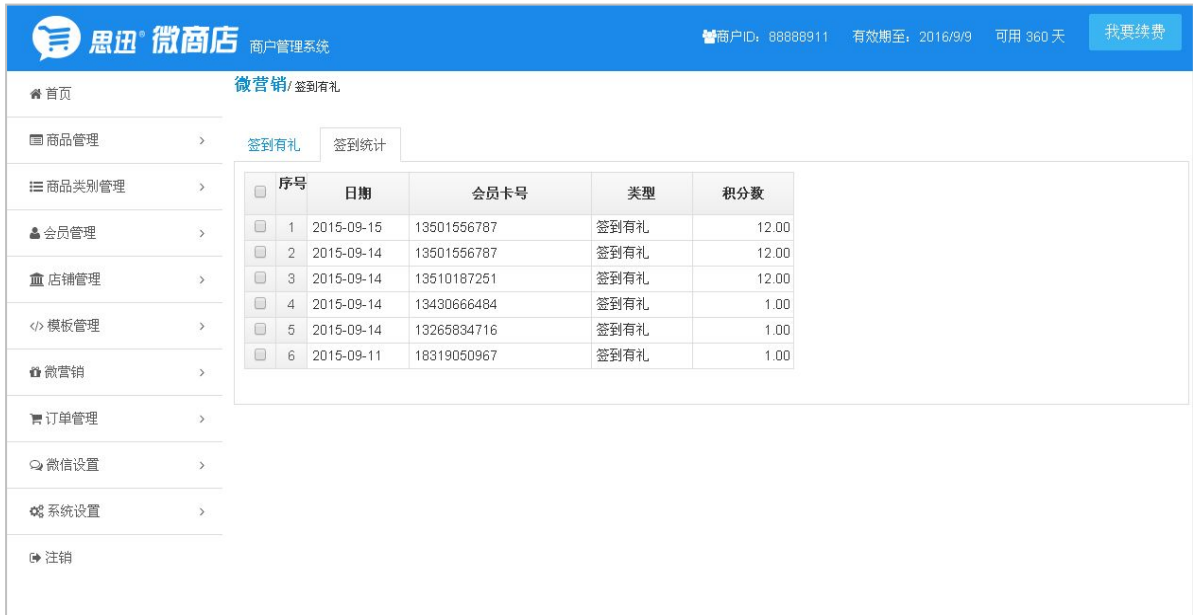 思迅® 微商店 商户管理系统 商户ID：88888911 有效期至：2016/9/9 可用 360 天 我要续费
首页
商品管理
商品类别管理
会员管理
店铺管理
模板管理
微营销
订单管理
微信设置
系统设置
注销
微营销/ 签到有礼
签到有礼 签到统计
序号 日期 会员卡号 类型 积分数
1 2015-09-15 13501556787 签到有礼 12.00
2 2015-09-14 13501556787 签到有礼 12.00
3 2015-09-14 13510187251 签到有礼 12.00
4 2015-09-14 13430666484 签到有礼 1.00
5 2015-09-14 13265834716 签到有礼 1.00
6 2015-09-11 18319050967 签到有礼 1.00